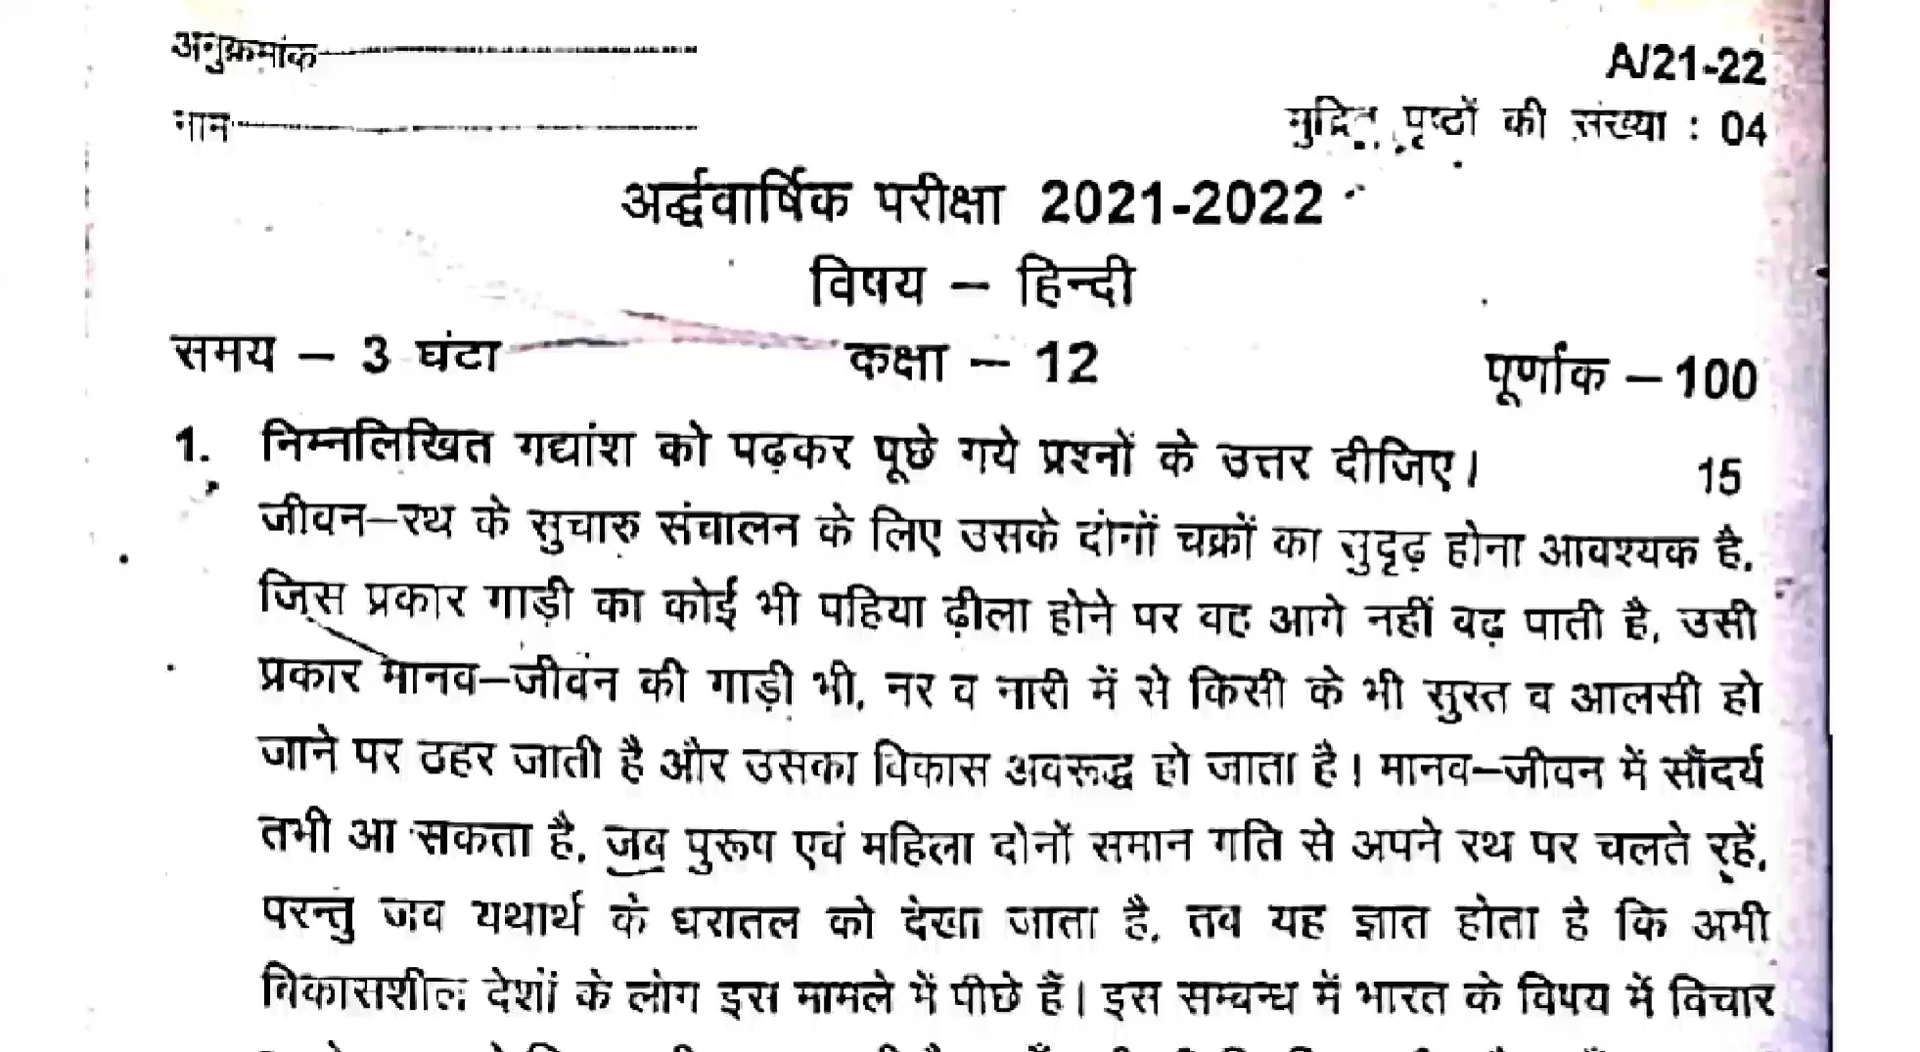 अनुक्रमांक
A/21-22
नाम
मुद्रित पृष्ठों की संख्या : 04
अर्द्धवार्षिक परीक्षा 2021-2022
विषय – हिन्दी
समय – 3 घंटा कक्षा – 12 पूर्णांक – 100
1. निम्नलिखित गद्यांश को पढ़कर पूछे गये प्रश्नों के उत्तर दीजिए। 15
जीवन–रथ के सुचारु संचालन के लिए उसके दोनों चक्रों का सुदृढ़ होना आवश्यक है,
जिस प्रकार गाड़ी का कोई भी पहिया ढ़ीला होने पर वह आगे नहीं बढ़ पाती है, उसी
प्रकार मानव–जीवन की गाड़ी भी, नर व नारी में से किसी के भी सुस्त व आलसी हो
जाने पर ठहर जाती है और उसका विकास अवरूद्ध हो जाता है। मानव–जीवन में सौंदर्य
तभी आ सकता है, जब पुरूष एवं महिला दोनों समान गति से अपने रथ पर चलते रहें,
परन्तु जब यथार्थ के धरातल को देखा जाता है, तब यह ज्ञात होता है कि अभी
विकासशील देशों के लोग इस मामले में पीछे हैं। इस सम्बन्ध में भारत के विषय में विचार